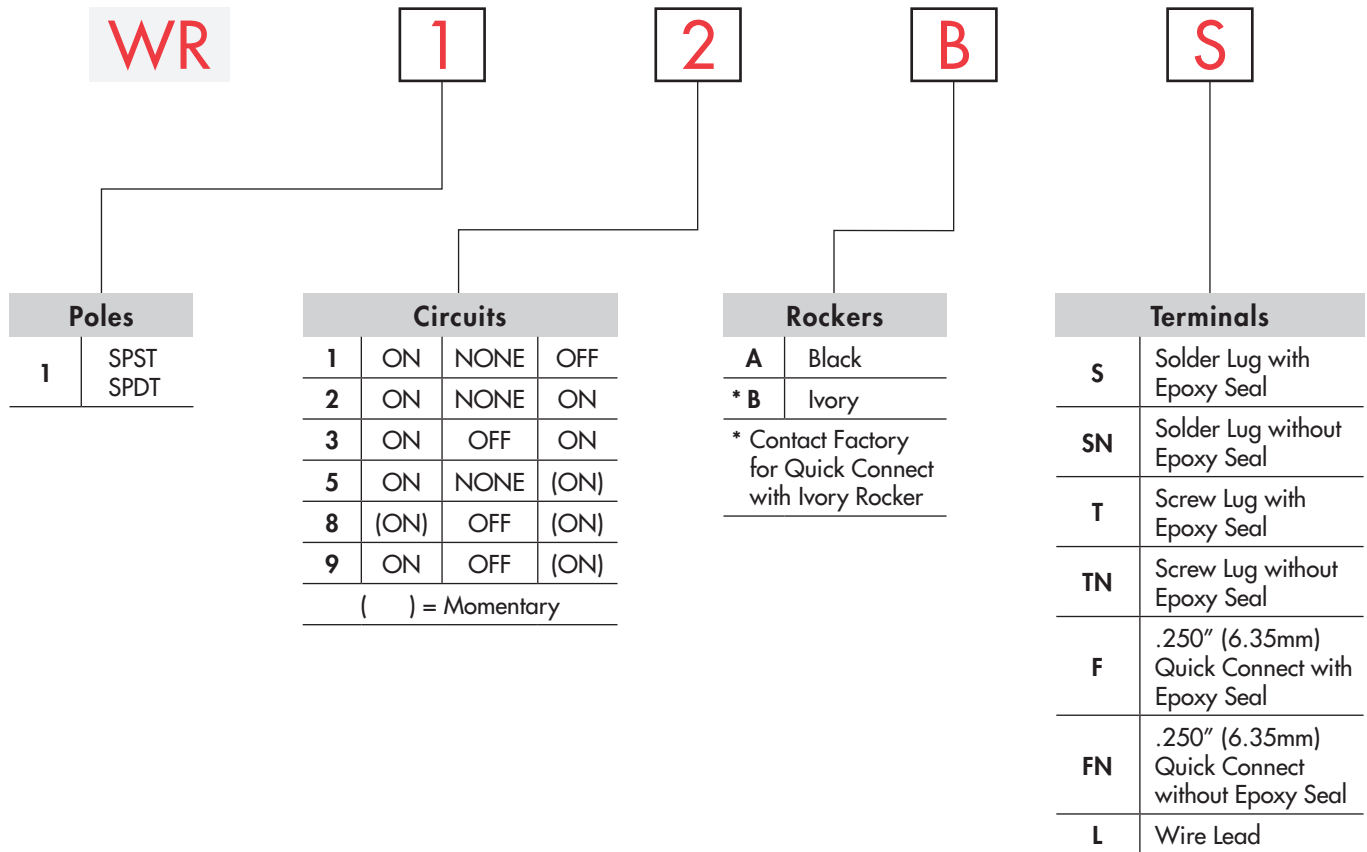 WR 1 2 B S
Poles
1 SPST
SPDT
Circuits
1 ON NONE OFF
2 ON NONE ON
3 ON OFF ON
5 ON NONE (ON)
8 (ON) OFF (ON)
9 ON OFF (ON)
( ) = Momentary
Rockers
A Black
* B Ivory
* Contact Factory
for Quick Connect
with Ivory Rocker
Terminals
S Solder Lug with
Epoxy Seal
SN Solder Lug without
Epoxy Seal
T Screw Lug with
Epoxy Seal
TN Screw Lug without
Epoxy Seal
F .250" (6.35mm)
Quick Connect with
Epoxy Seal
FN .250" (6.35mm)
Quick Connect
without Epoxy Seal
L Wire Lead